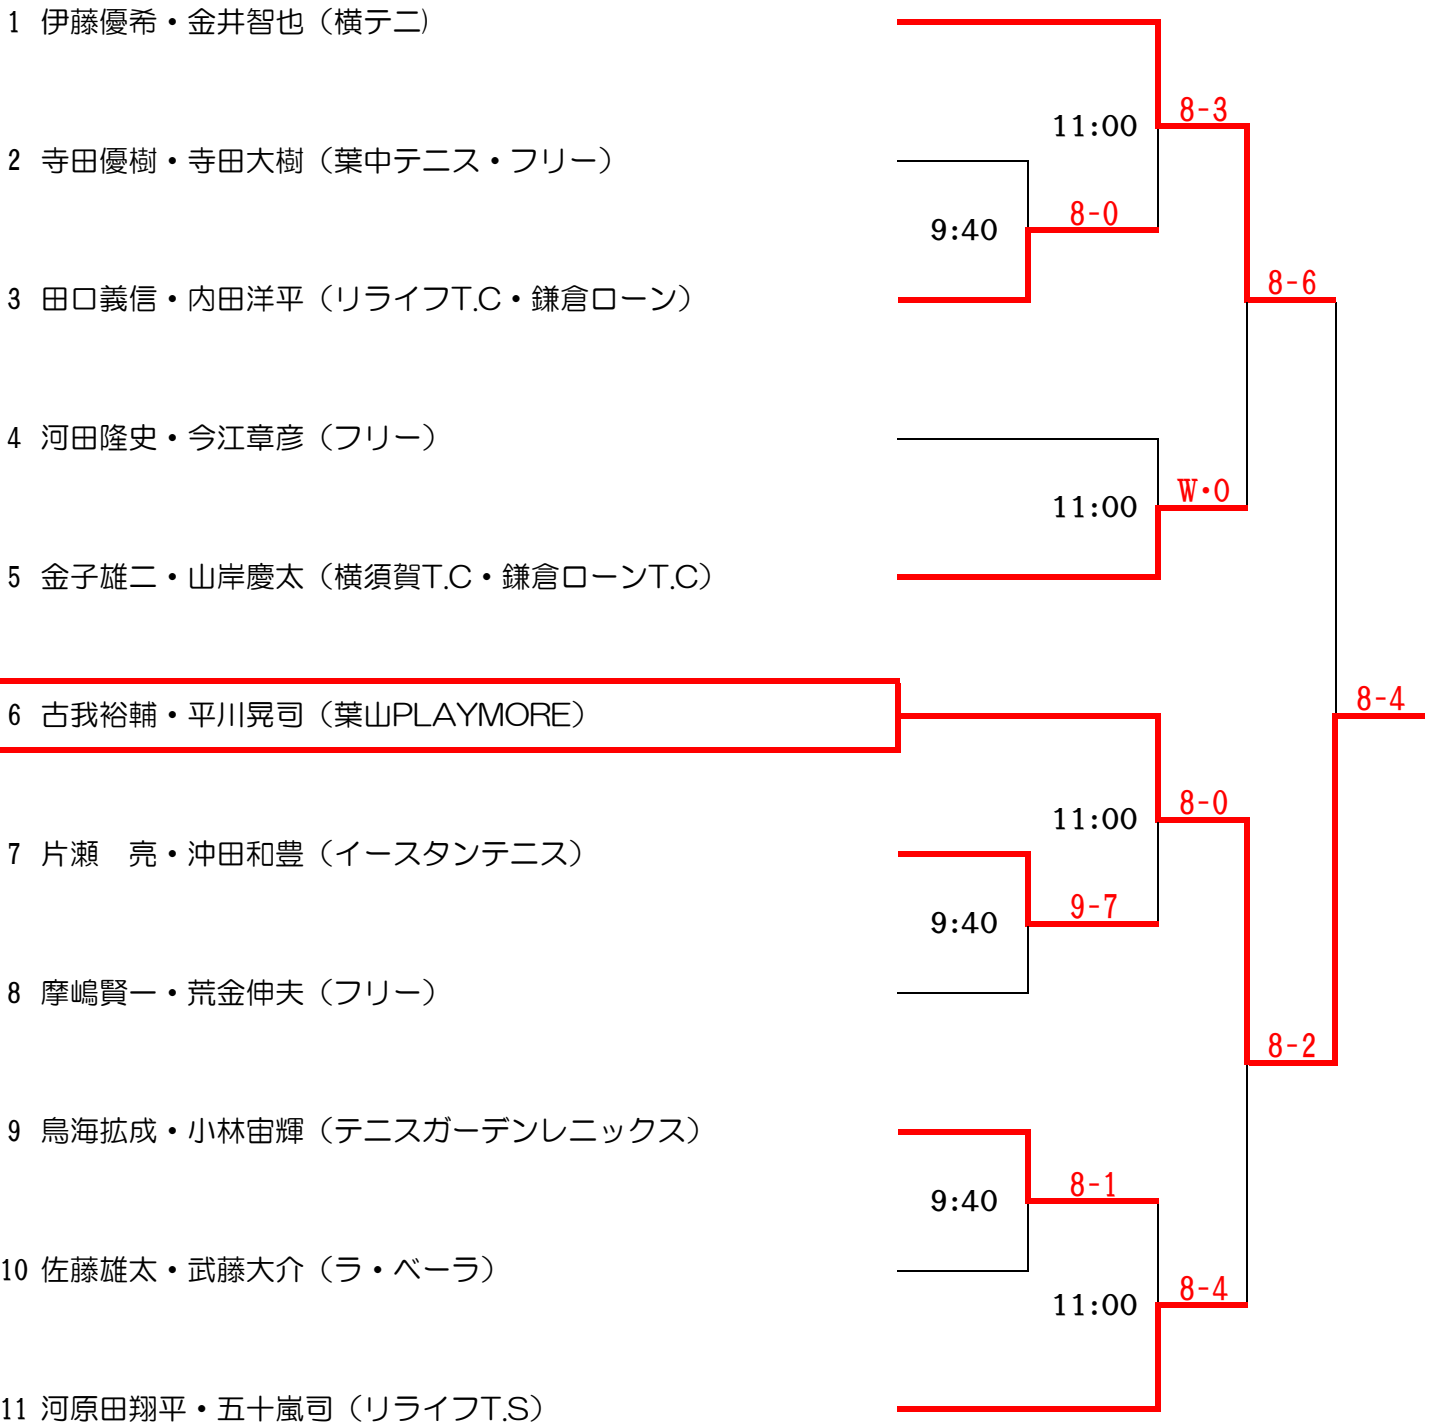 1 伊藤優希・金井智也（横テニ)
8-3
11:00
2 寺田優樹・寺田大樹（葉中テニス・フリー）
8-0
9:40
8-6
3 田口義信・内田洋平（リライフT.C・鎌倉ローン）
4 河田隆史・今江章彦（フリー）
W・0
11:00
5 金子雄二・山岸慶太（横須賀T.C・鎌倉ローンT.C）
8-4
6 古我裕輔・平川晃司（葉山PLAYMORE）
8-0
11:00
7 片瀬　亮・沖田和豊（イースタンテニス）
9-7
9:40
8 摩嶋賢一・荒金伸夫（フリー）
8-2
9 鳥海拡成・小林宙輝（テニスガーデンレニックス）
8-1
9:40
10 佐藤雄太・武藤大介（ラ・ベーラ）
8-4
11:00
11 河原田翔平・五十嵐司（リライフT.S）